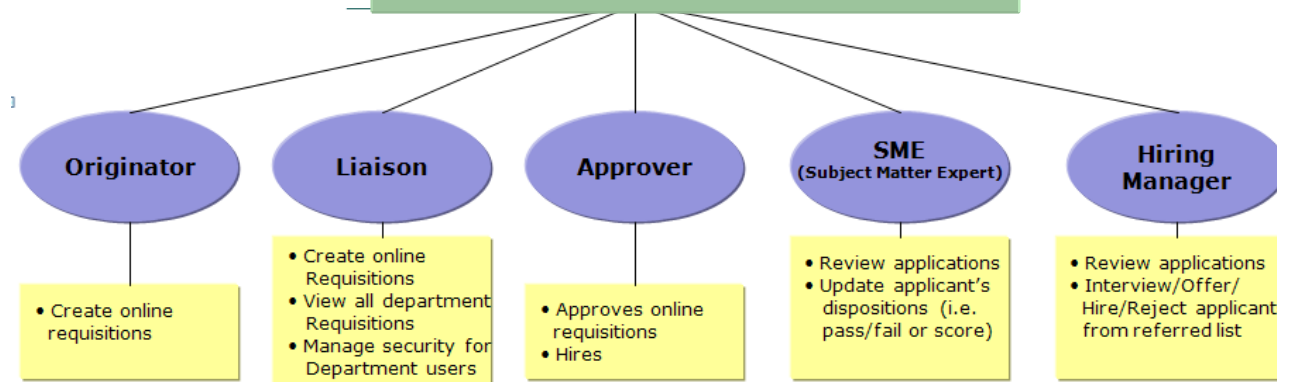 Originator
Liaison
Approver
SME
(Subject Matter Expert)
Hiring
Manager
• Create online
requisitions
• Create online
Requisitions
• View all department
Requisitions
• Manage security for
Department users
• Approves online
requisitions
• Hires
• Review applications
• Update applicant's
dispositions (i.e.
pass/fail or score)
• Review applications
• Interview/Offer/
Hire/Reject applicant
from referred list